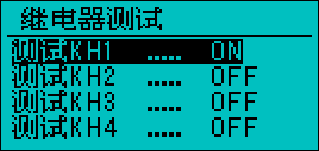 继电器测试
测试KH1 ..... ON
测试KH2 ..... OFF
测试KH3 ..... OFF
测试KH4 ..... OFF